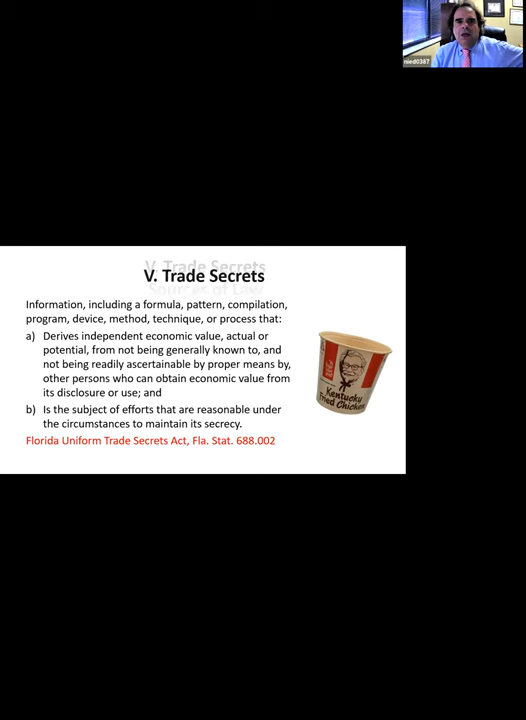 nied0387
V. Trade Secrets
Sources of Law
V. Trade Secrets
Information, including a formula, pattern, compilation,
program, device, method, technique, or process that:
a) Derives independent economic value, actual or
potential, from not being generally known to, and
not being readily ascertainable by proper means by,
other persons who can obtain economic value from
its disclosure or use; and
b) Is the subject of efforts that are reasonable under
the circumstances to maintain its secrecy.
Florida Uniform Trade Secrets Act, Fla. Stat. 688.002
Kentucky
Fried Chicken